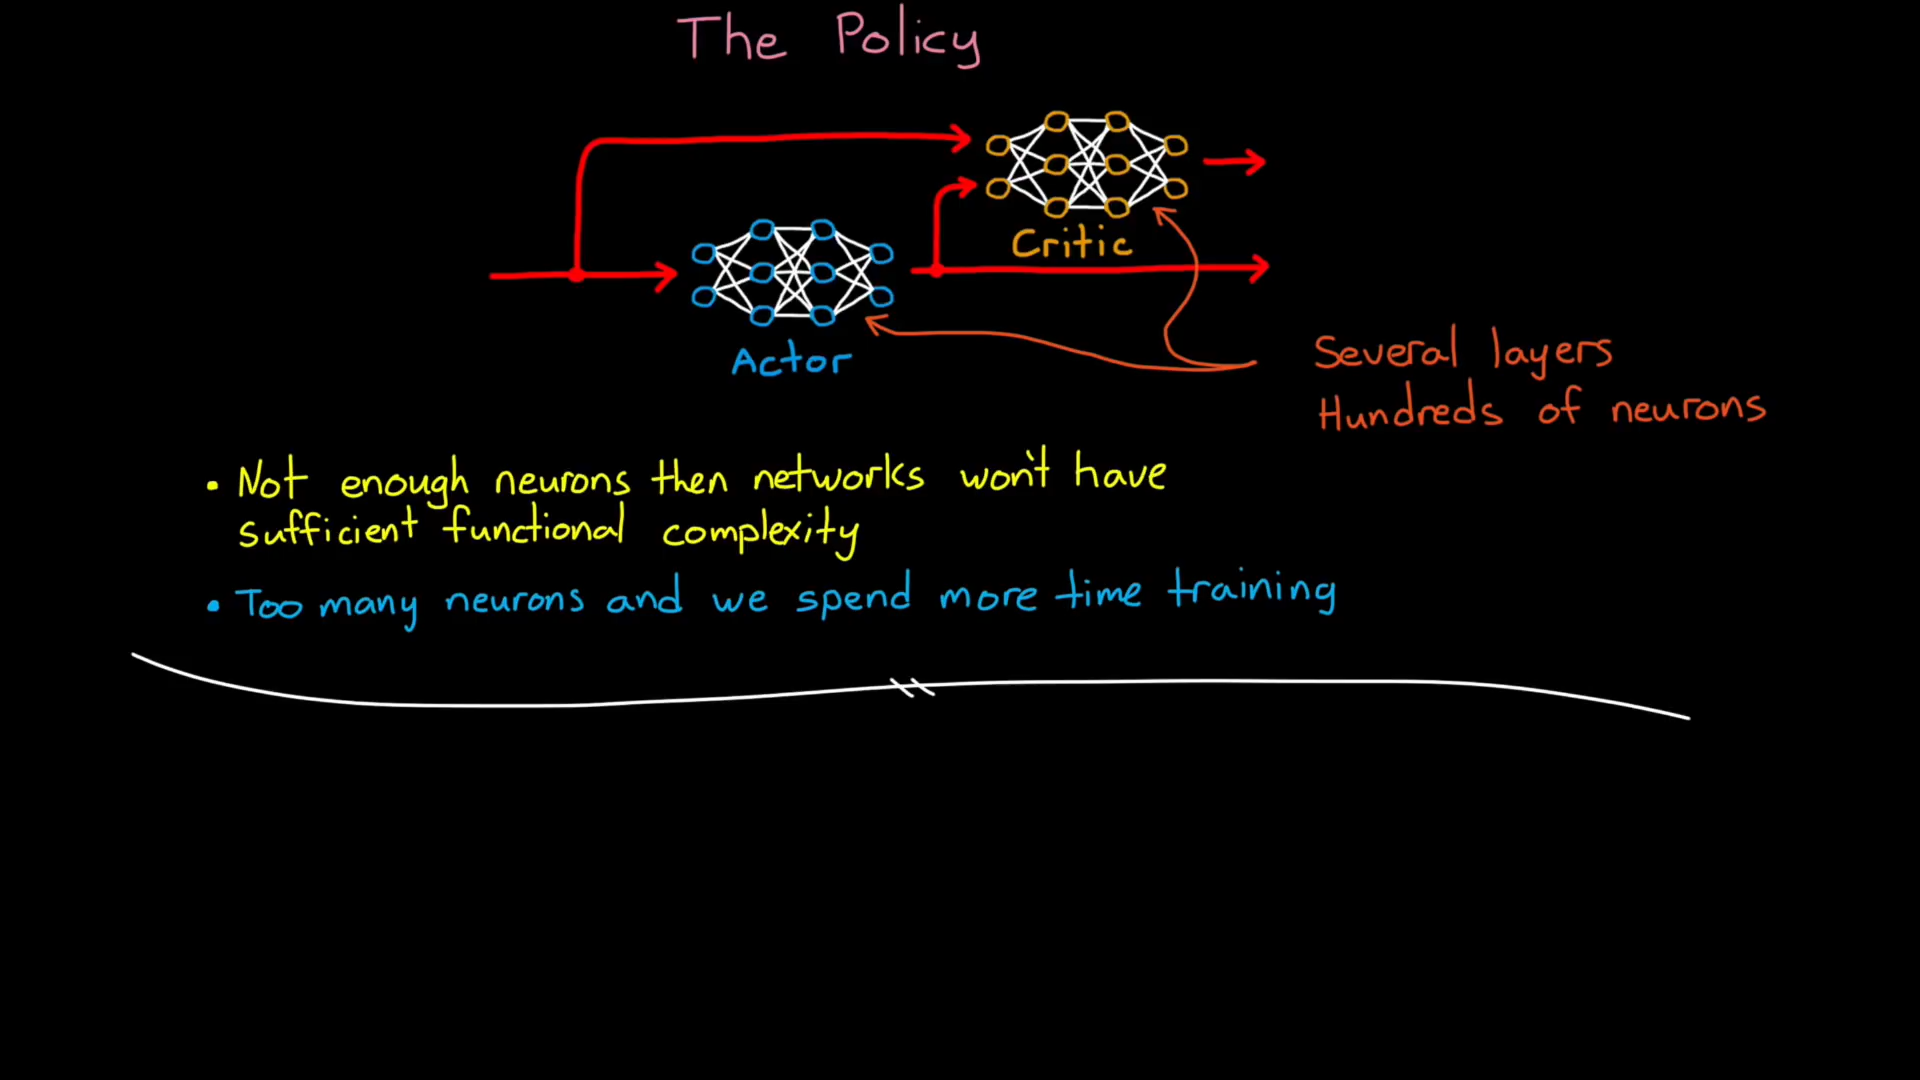 The Policy
Critic
Actor
Several layers
Hundreds of neurons
• Not enough neurons then networks won't have
sufficient functional complexity
• Too many neurons and we spend more time training